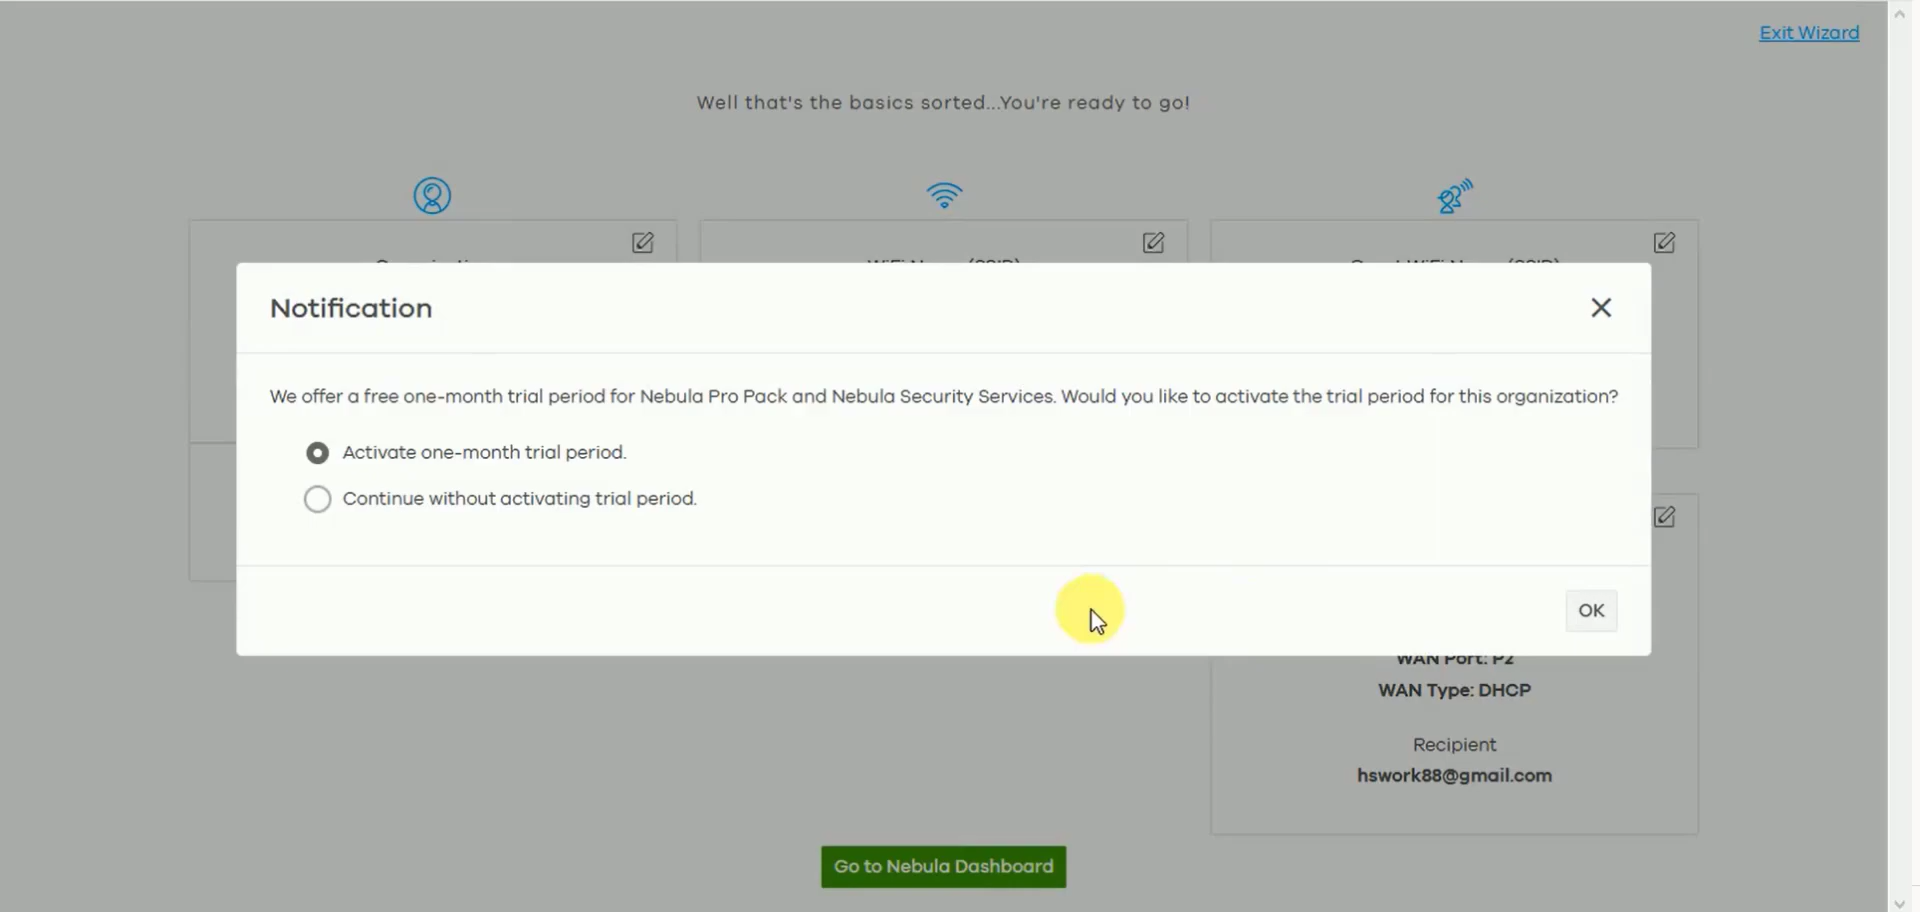 Exit Wizard
Well that's the basics sorted...You're ready to go!
Notification
We offer a free one-month trial period for Nebula Pro Pack and Nebula Security Services. Would you like to activate the trial period for this organization?
Activate one-month trial period.
Continue without activating trial period.
OK
WAN Port: P2
WAN Type: DHCP
Recipient
hswork88@gmail.com
Go to Nebula Dashboard